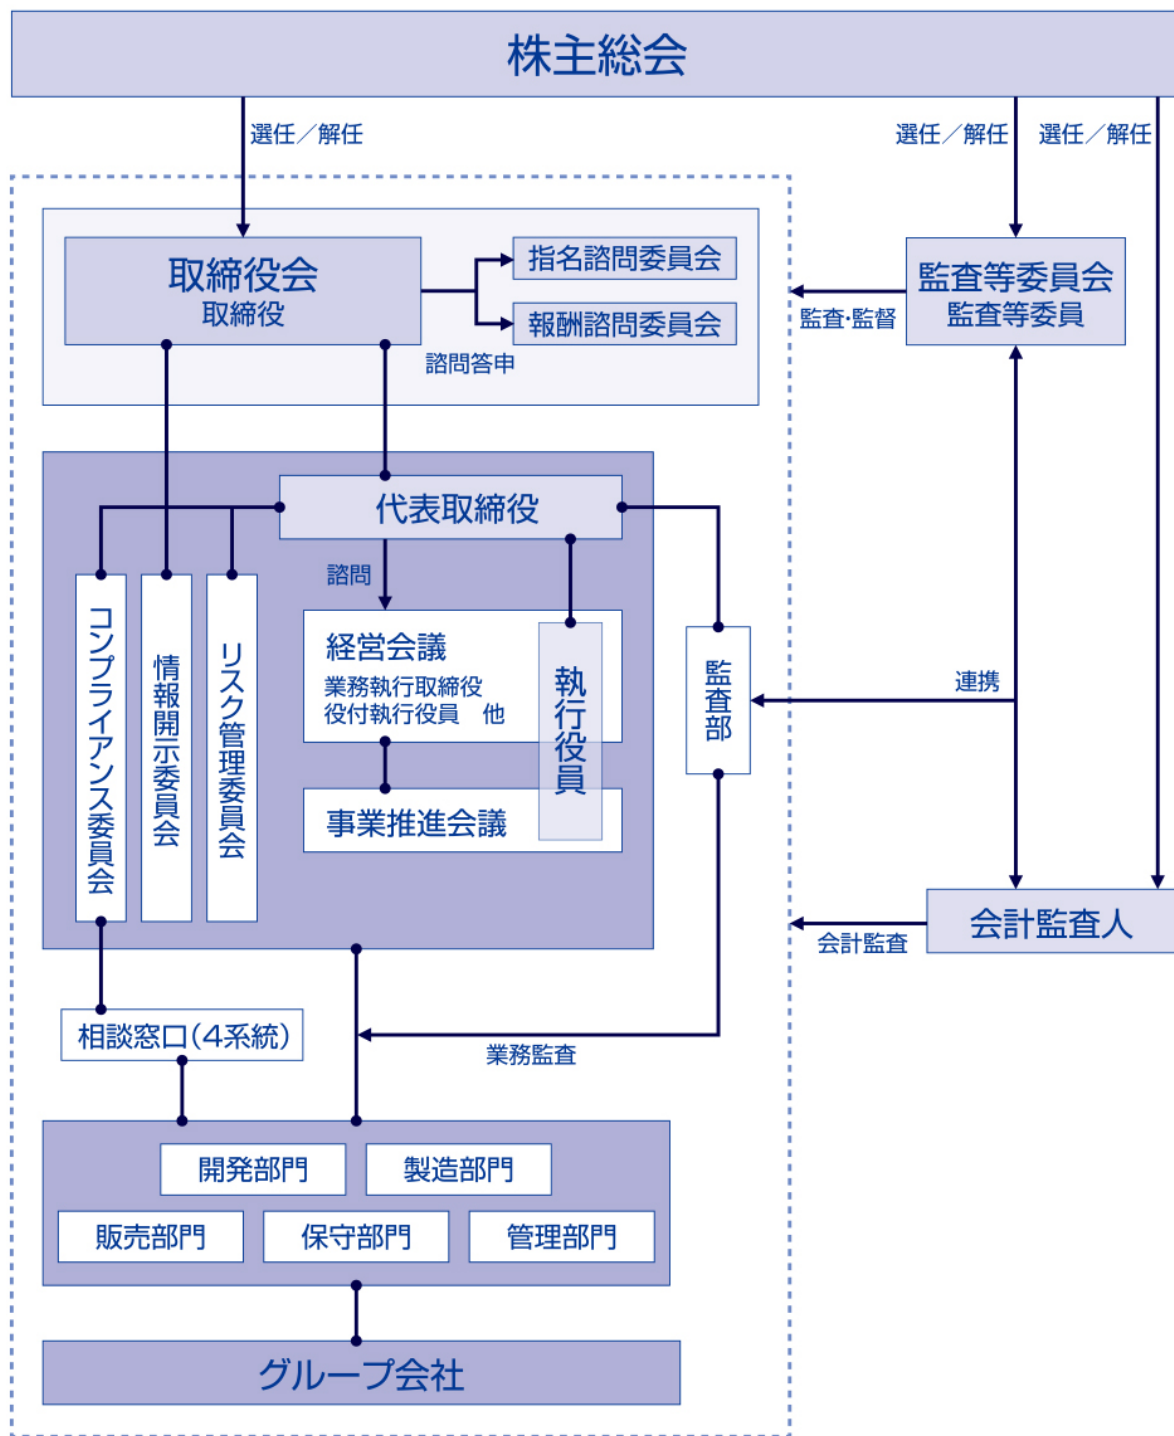 株主総会
選任／解任
選任／解任
選任／解任
取締役会
取締役
指名諮問委員会
報酬諮問委員会
諮問答申
監査等委員会
監査等委員
監査・監督
代表取締役
諮問
コンプライアンス委員会
情報開示委員会
リスク管理委員会
経営会議
業務執行取締役
役付執行役員　他
執行役員
事業推進会議
監査部
連携
会計監査人
会計監査
相談窓口（4系統）
業務監査
開発部門
製造部門
販売部門
保守部門
管理部門
グループ会社